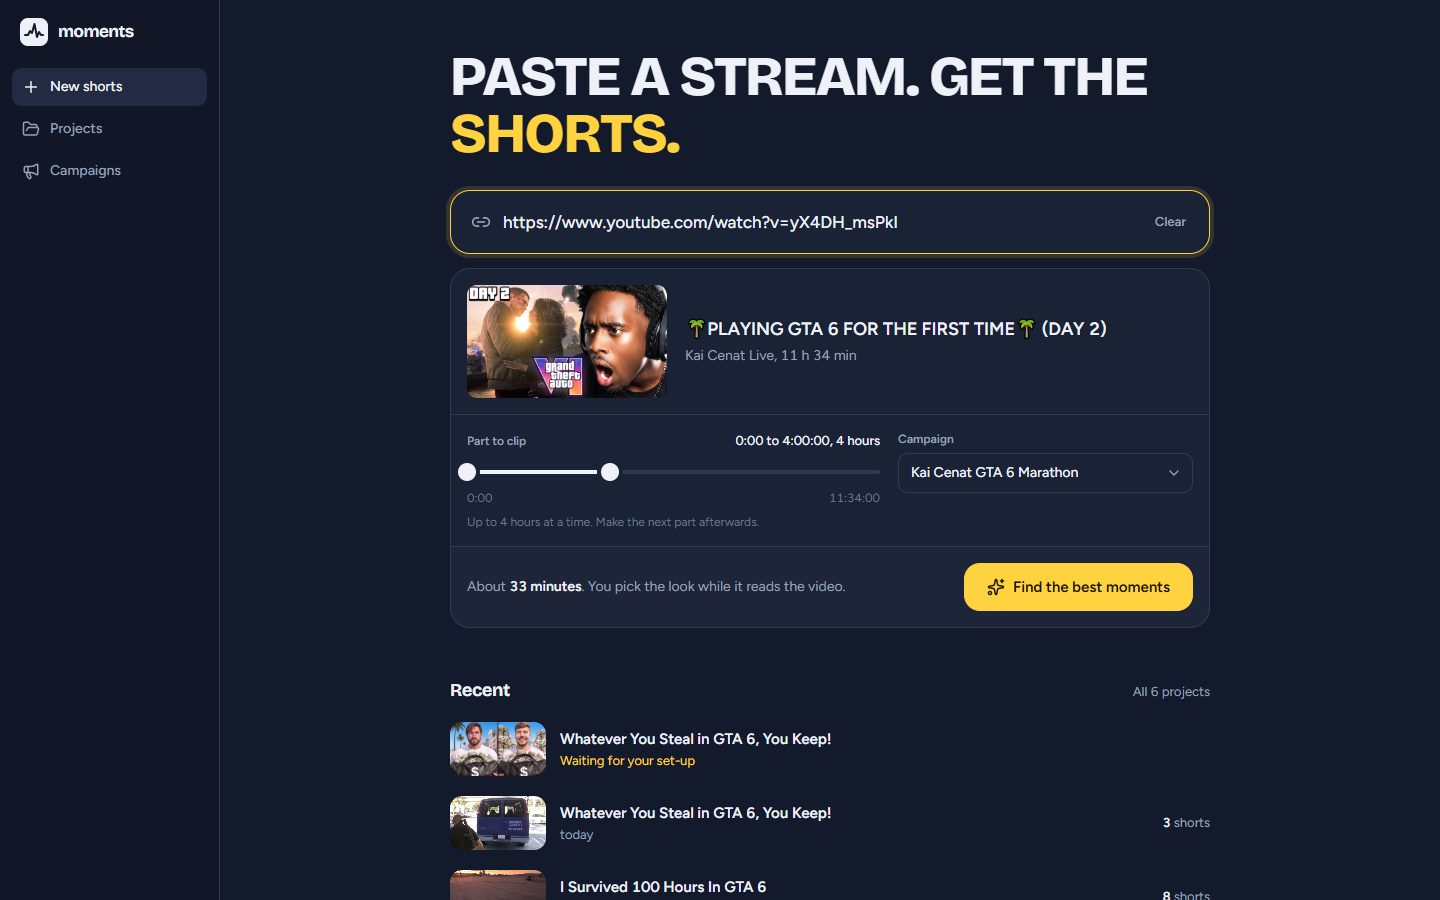 moments
New shorts
Projects
Campaigns
PASTE A STREAM. GET THE
SHORTS.
https://www.youtube.com/watch?v=yX4DH_msPkI
Clear
DAY 2
grand
theft
auto
VI
🌴PLAYING GTA 6 FOR THE FIRST TIME🌴 (DAY 2)
Kai Cenat Live, 11 h 34 min
Part to clip
0:00 to 4:00:00, 4 hours
0:00
11:34:00
Up to 4 hours at a time. Make the next part afterwards.
Campaign
Kai Cenat GTA 6 Marathon
About 33 minutes. You pick the look while it reads the video.
Find the best moments
Recent
All 6 projects
Whatever You Steal in GTA 6, You Keep!
Waiting for your set-up
Whatever You Steal in GTA 6, You Keep!
today
3 shorts
I Survived 100 Hours In GTA 6
8 shorts